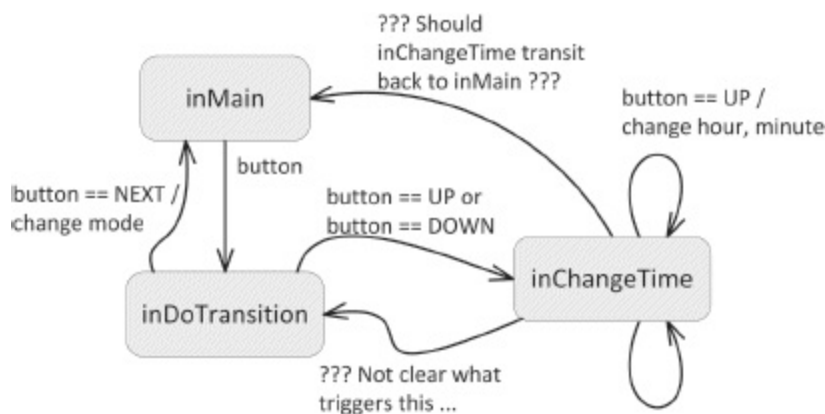 ??? Should
inChangeTime transit
back to inMain ???
inMain
button == UP /
change hour, minute
button
button == NEXT /
change mode
button == UP or
button == DOWN
inDoTransition
inChangeTime
??? Not clear what
triggers this ...